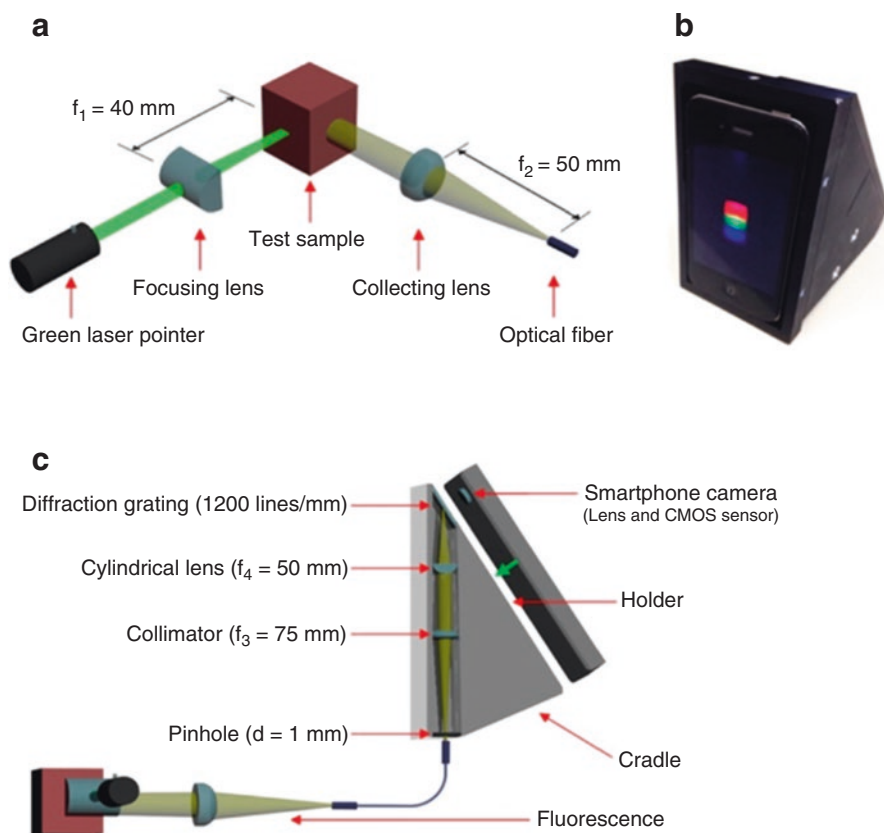 a
b
f₁ = 40 mm
f₂ = 50 mm
Test sample
Focusing lens
Collecting lens
Green laser pointer
Optical fiber
c
Diffraction grating (1200 lines/mm)
Smartphone camera
(Lens and CMOS sensor)
Cylindrical lens (f₄ = 50 mm)
Holder
Collimator (f₃ = 75 mm)
Pinhole (d = 1 mm)
Cradle
Fluorescence